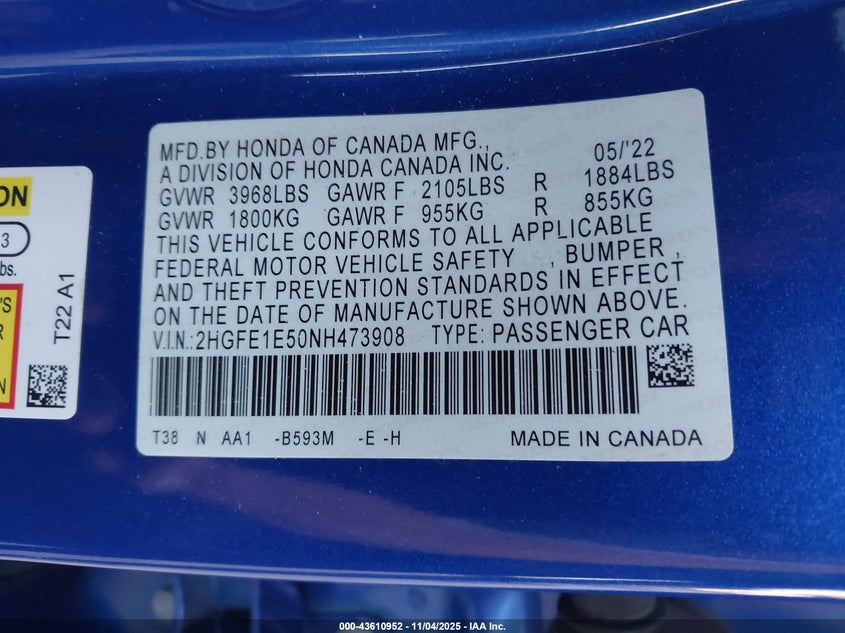 MFD.BY HONDA OF CANADA MFG.,
A DIVISION OF HONDA CANADA INC. 05/'22
GVWR 3968LBS GAWR F 2105LBS R 1884LBS
GVWR 1800KG GAWR F 955KG R 855KG
THIS VEHICLE CONFORMS TO ALL APPLICABLE
FEDERAL MOTOR VEHICLE SAFETY , BUMPER ,
AND THEFT PREVENTION STANDARDS IN EFFECT
ON THE DATE OF MANUFACTURE SHOWN ABOVE.
V.I.N.:2HGFE1E50NH473908 TYPE: PASSENGER CAR
T38 N AA1 -B593M -E -H MADE IN CANADA
ON
3
bs.
'S
R
N
T22 A1
000-43610952 - 11/04/2025 - IAA Inc.